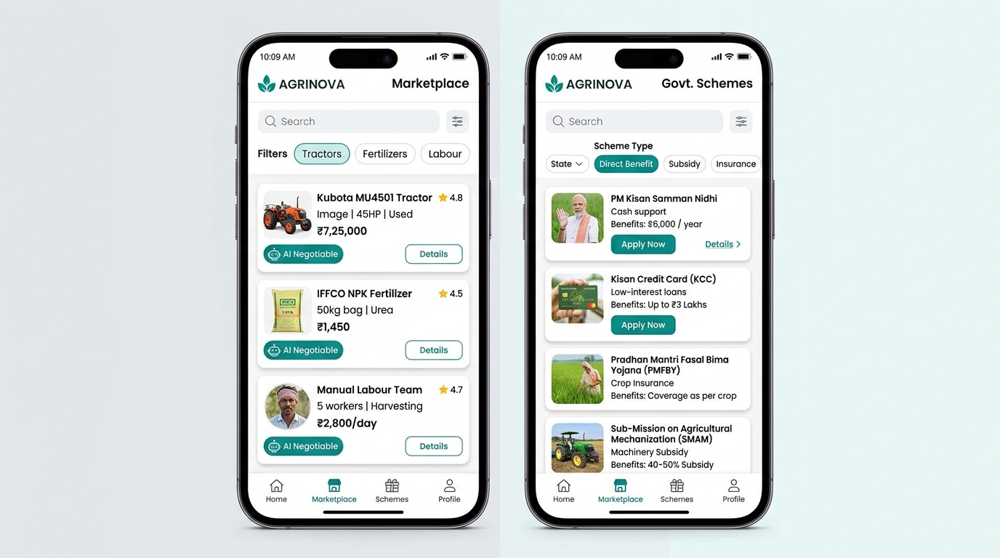 10:09 AM
AGRINOVA
Marketplace
Search
Filters
Tractors
Fertilizers
Labour
Kubota MU4501 Tractor
4.8
Image | 45HP | Used
₹7,25,000
AI Negotiable
Details
IFFCO NPK Fertilizer
4.5
50kg bag | Urea
₹1,450
AI Negotiable
Details
Manual Labour Team
4.7
5 workers | Harvesting
₹2,800/day
AI Negotiable
Details
Home
Marketplace
Schemes
Profile
10:09 AM
AGRINOVA
Govt. Schemes
Search
Scheme Type
State
Direct Benefit
Subsidy
Insurance
PM Kisan Samman Nidhi
Cash support
Benefits: 6,000 / year
Apply Now
Details
Kisan Credit Card (KCC)
Low-interest loans
Benefits: Up to ₹3 Lakhs
Apply Now
Pradhan Mantri Fasal Bima
Yojana (PMFBY)
Crop Insurance
Benefits: Coverage as per crop
Sub-Mission on Agricultural
Mechanization (SMAM)
Machinery Subsidy
Benefits: 40-50% Subsidy
Home
Marketplace
Schemes
Profile